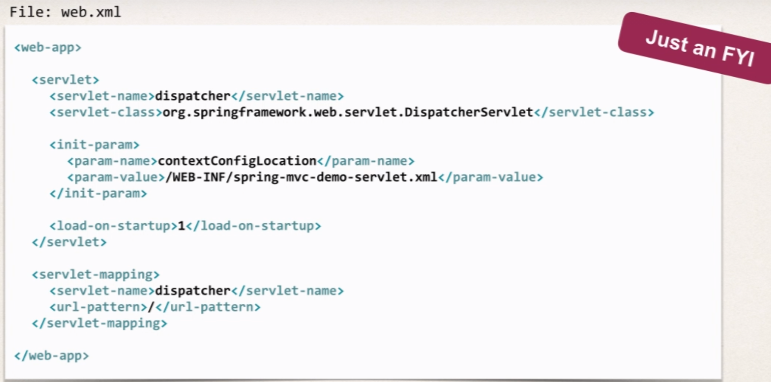 File: web.xml
Just an FYI
<web-app>
<servlet>
<servlet-name>dispatcher</servlet-name>
<servlet-class>org.springframework.web.servlet.DispatcherServlet</servlet-class>
<init-param>
<param-name>contextConfigLocation</param-name>
<param-value>/WEB-INF/spring-mvc-demo-servlet.xml</param-value>
</init-param>
<load-on-startup>1</load-on-startup>
</servlet>
<servlet-mapping>
<servlet-name>dispatcher</servlet-name>
<url-pattern>/</url-pattern>
</servlet-mapping>
</web-app>